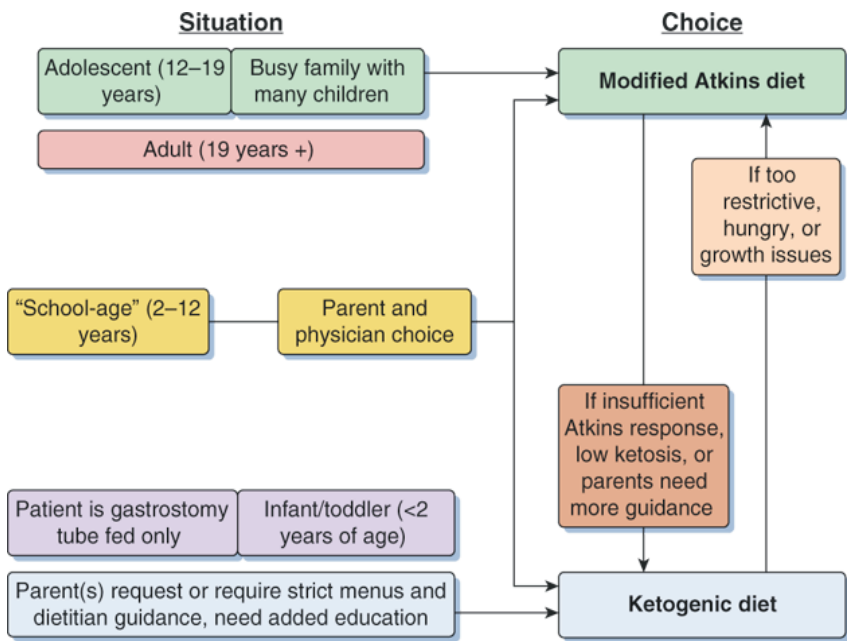 Situation
Choice
Adolescent (12–19
years)
Busy family with
many children
Modified Atkins diet
Adult (19 years +)
If too
restrictive,
hungry, or
growth issues
“School-age” (2–12
years)
Parent and
physician choice
If insufficient
Atkins response,
low ketosis, or
parents need
more guidance
Patient is gastrostomy
tube fed only
Infant/toddler (<2
years of age)
Parent(s) request or require strict menus and
dietitian guidance, need added education
Ketogenic diet